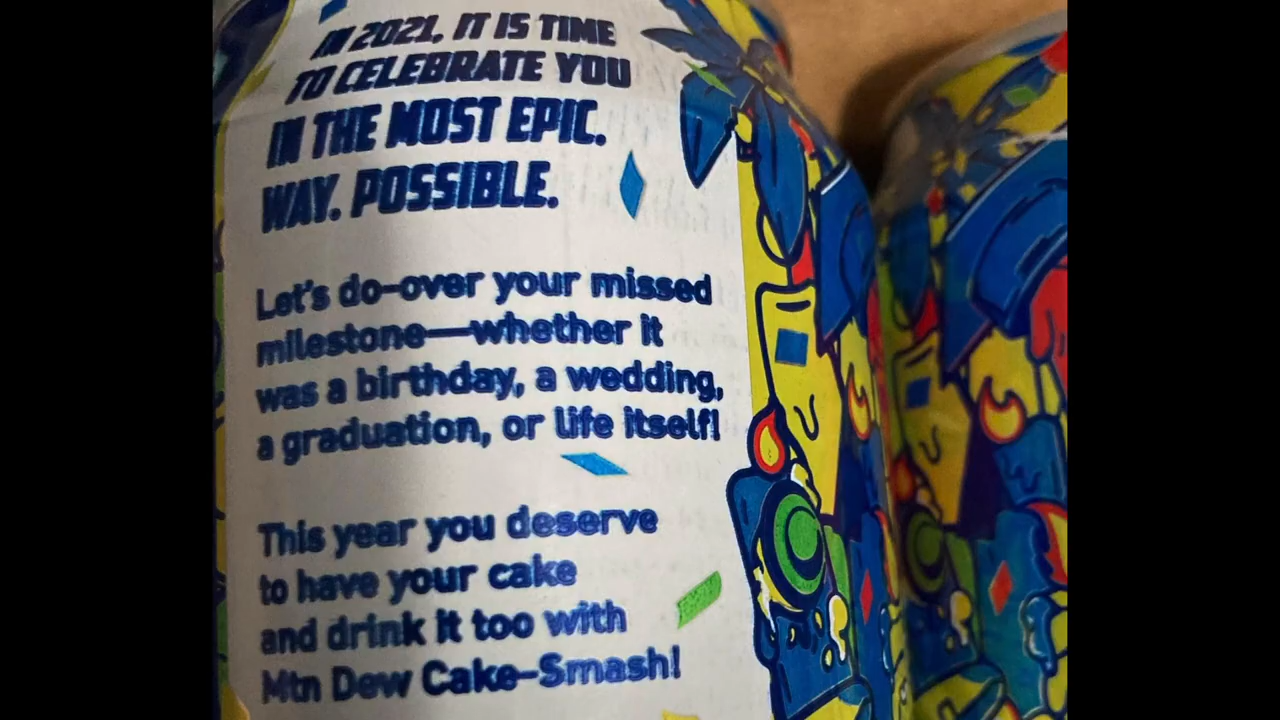 IN 2021, IT IS TIME
TO CELEBRATE YOU
IN THE MOST EPIC.
WAY. POSSIBLE.
Let's do-over your missed
milestone—whether it
was a birthday, a wedding,
a graduation, or life itself!
This year you deserve
to have your cake
and drink it too with
Mtn Dew Cake-Smash!